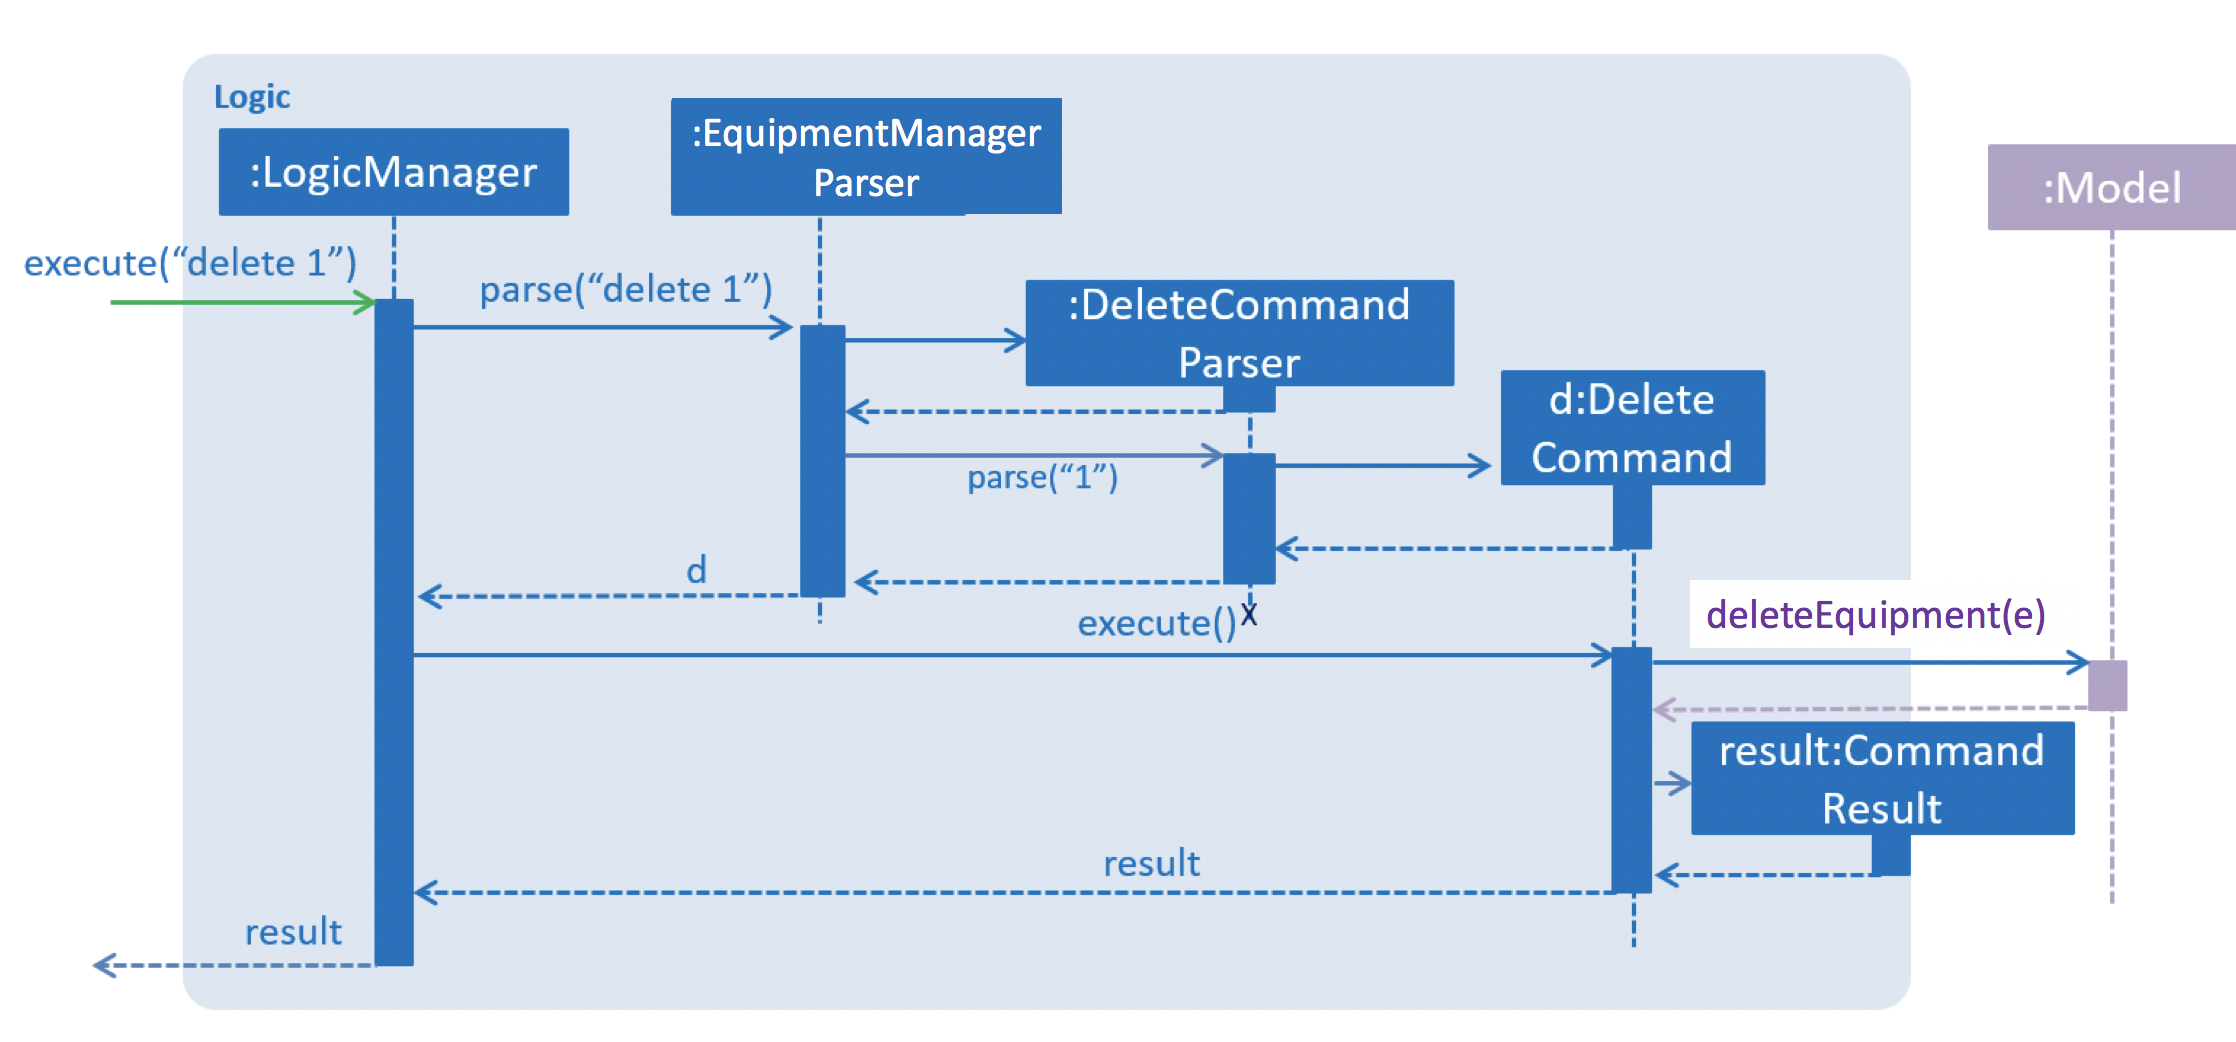 Logic
:LogicManager
:EquipmentManager
Parser
:Model
execute(“delete 1”)
parse(“delete 1”)
:DeleteCommand
Parser
d:Delete
Command
parse(“1”)
d
execute()
X
deleteEquipment(e)
result:Command
Result
result
result